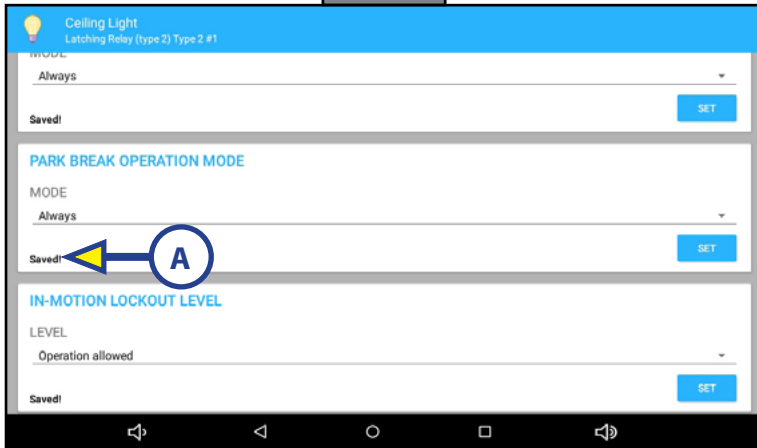 Ceiling Light
Latching Relay (type 2) Type 2 #1
MODE
Always
SET
Saved!
PARK BREAK OPERATION MODE
MODE
Always
SET
Saved!
A
IN-MOTION LOCKOUT LEVEL
LEVEL
Operation allowed
SET
Saved!